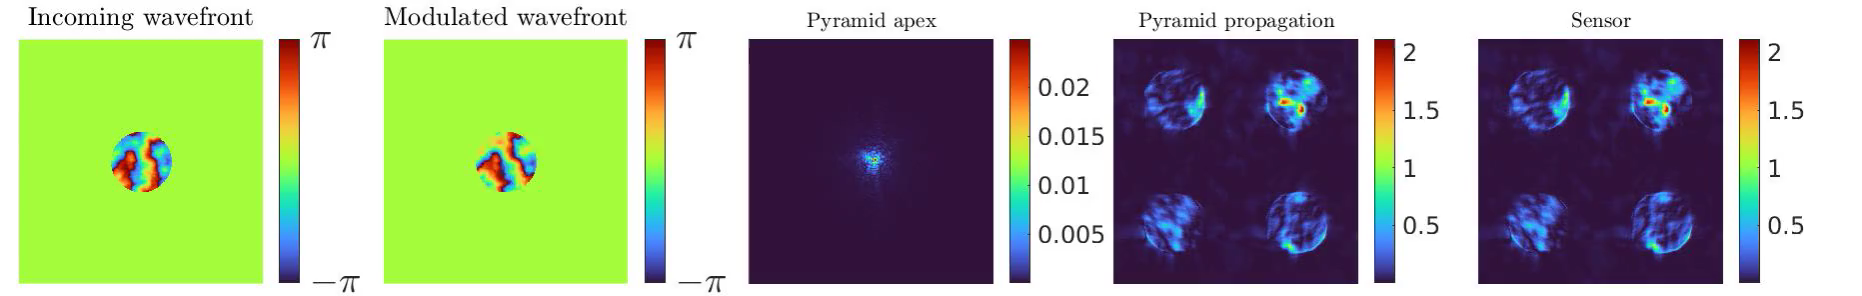 Incoming wavefront
π
−π
Modulated wavefront
π
−π
Pyramid apex
0.02
0.015
0.01
0.005
Pyramid propagation
2
1.5
1
0.5
Sensor
2
1.5
1
0.5